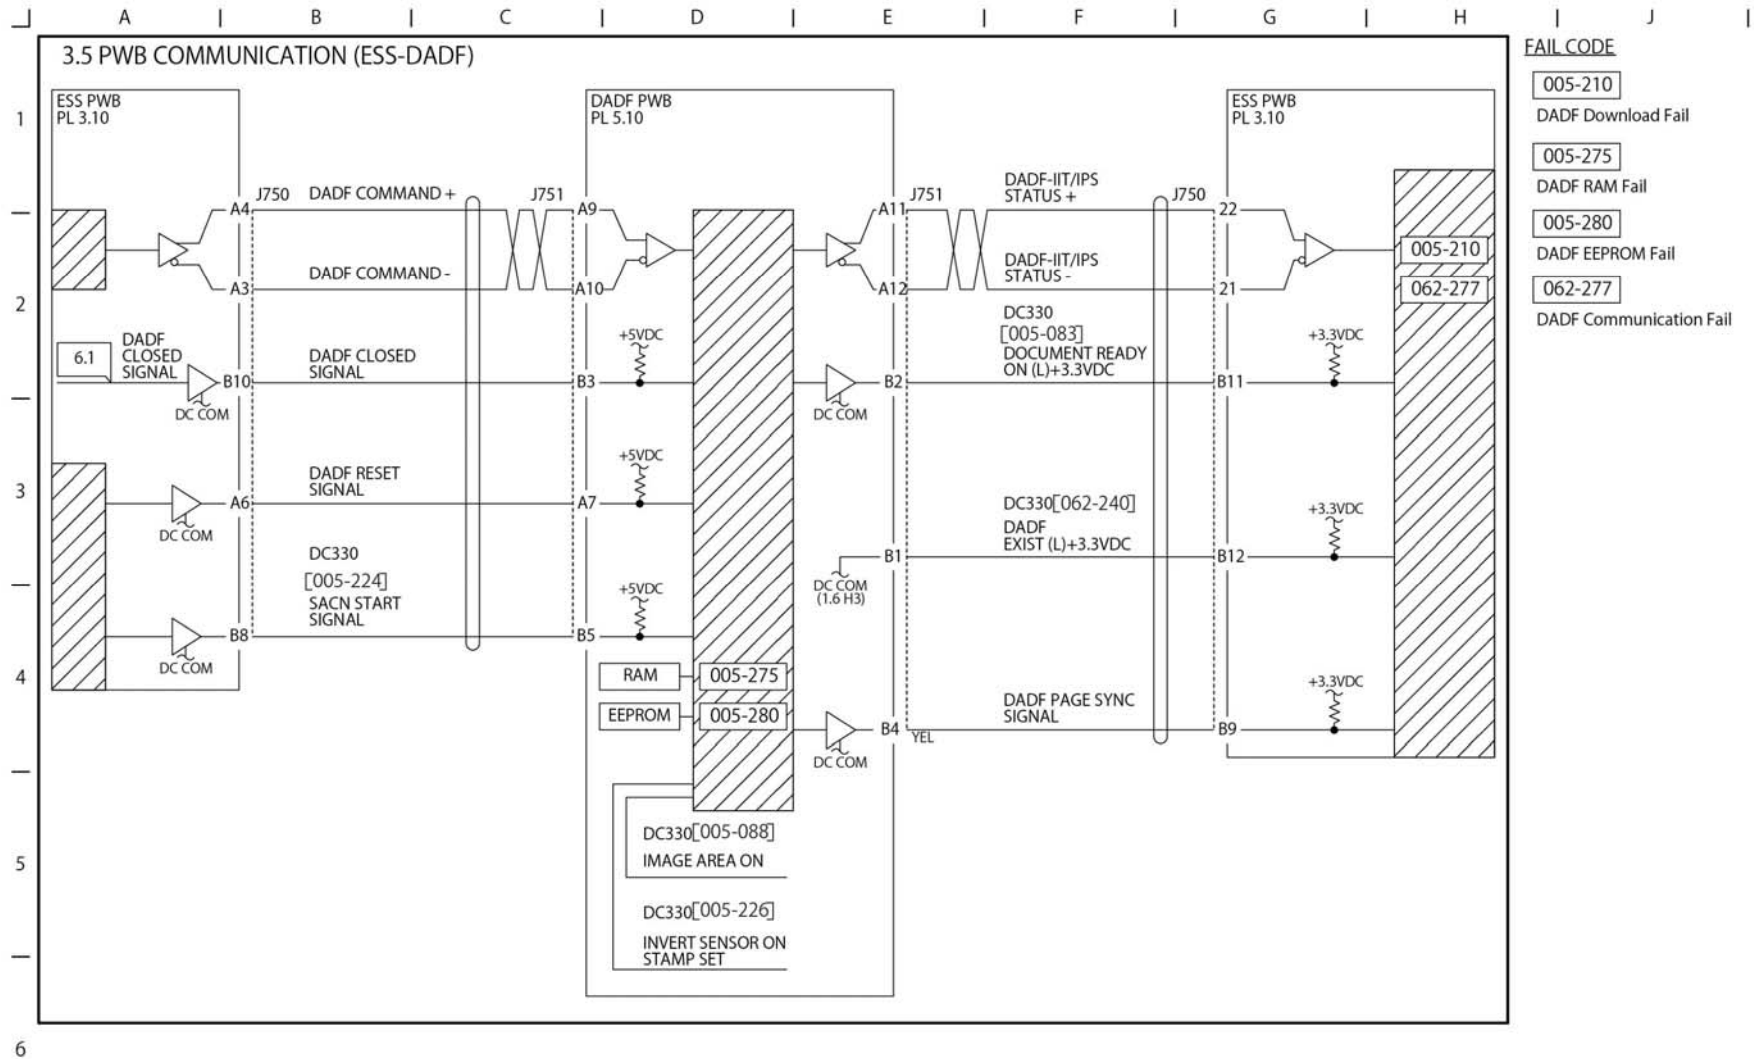 A B C D E F G H J
3.5 PWB COMMUNICATION (ESS-DADF)
FAIL CODE
005-210
DADF Download Fail
005-275
DADF RAM Fail
005-280
DADF EEPROM Fail
062-277
DADF Communication Fail
1
2
3
4
5
6
ESS PWB
PL 3.10
A4
A3
6.1
DADF
CLOSED
SIGNAL
B10
DC COM
A6
DC COM
B8
DC COM
J750
DADF COMMAND +
J751
DADF COMMAND -
DADF CLOSED
SIGNAL
DADF RESET
SIGNAL
DC330
[005-224]
SACN START
SIGNAL
DADF PWB
PL 5.10
A9
A10
+5VDC
B3
+5VDC
A7
+5VDC
B5
RAM
005-275
EEPROM
005-280
DC330[005-088]
IMAGE AREA ON
DC330[005-226]
INVERT SENSOR ON
STAMP SET
A11
A12
B2
DC COM
B1
DC COM
(1.6 H3)
B4
DC COM
J751
DADF-IIT/IPS
STATUS +
J750
DADF-IIT/IPS
STATUS -
DC330
[005-083]
DOCUMENT READY
ON (L)+3.3VDC
DC330[062-240]
DADF
EXIST (L)+3.3VDC
DADF PAGE SYNC
SIGNAL
YEL
ESS PWB
PL 3.10
22
21
005-210
062-277
+3.3VDC
B11
+3.3VDC
B12
+3.3VDC
B9